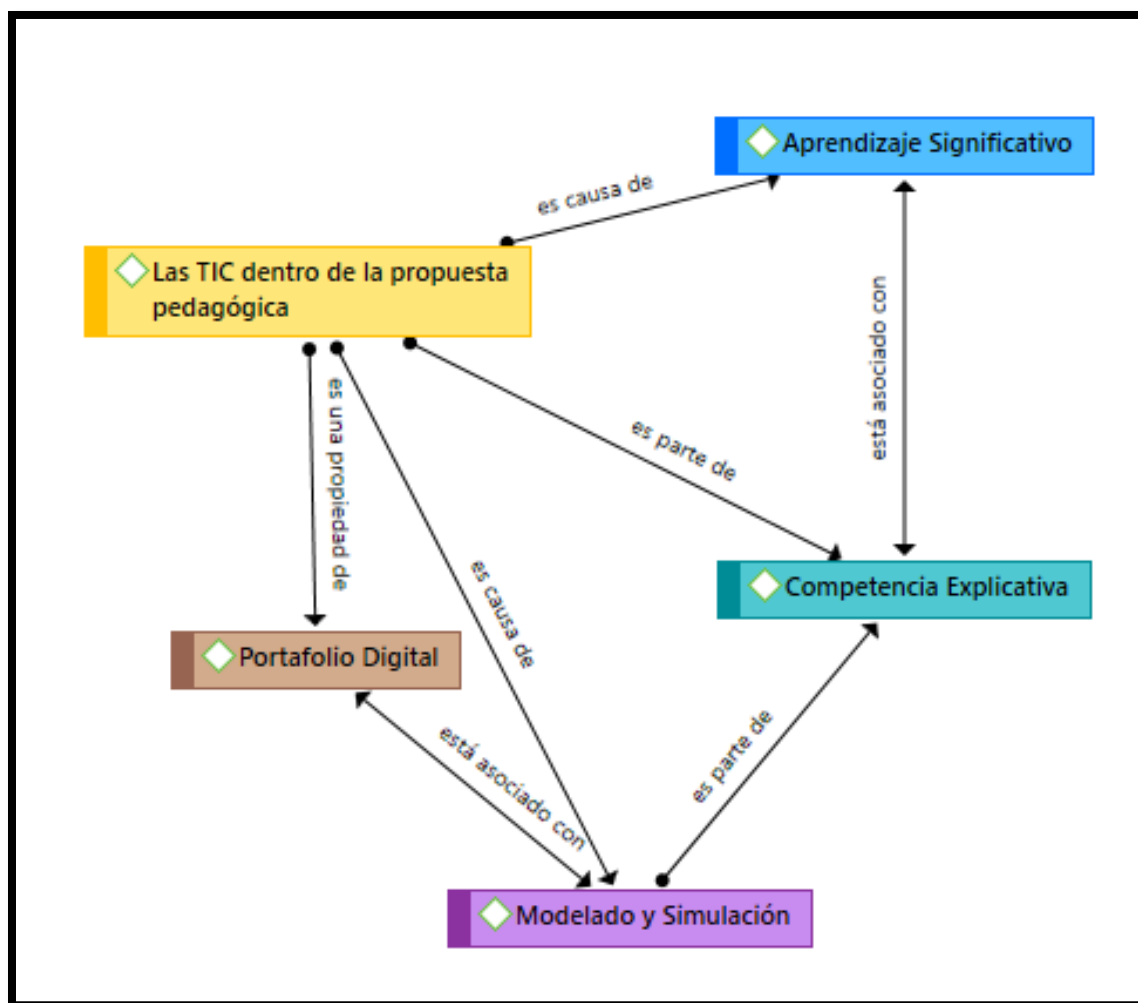 Aprendizaje Significativo
es causa de
Las TIC dentro de la propuesta
pedagógica
está asociado con
es una propiedad de
es parte de
es causa de
Competencia Explicativa
Portafolio Digital
está asociado con
es parte de
Modelado y Simulación